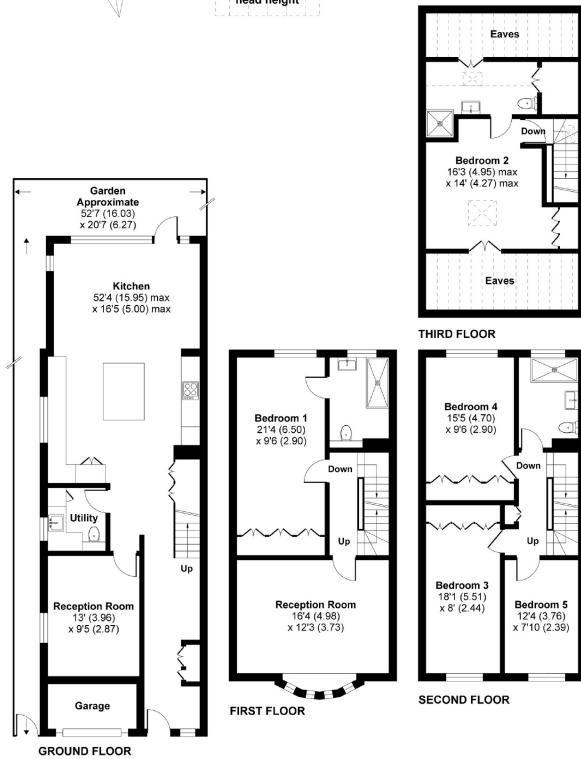 head height
Eaves
Down
Bedroom 2
16'3 (4.95) max
x 14' (4.27) max
Eaves
THIRD FLOOR
Garden
Approximate
52'7 (16.03)
x 20'7 (6.27)
Kitchen
52'4 (15.95) max
x 16'5 (5.00) max
Utility
Up
Reception Room
13' (3.96)
x 9'5 (2.87)
Garage
GROUND FLOOR
Bedroom 1
21'4 (6.50)
x 9'6 (2.90)
Down
Up
Reception Room
16'4 (4.98)
x 12'3 (3.73)
FIRST FLOOR
Bedroom 4
15'5 (4.70)
x 9'6 (2.90)
Down
Up
Bedroom 3
18'1 (5.51)
x 8' (2.44)
Bedroom 5
12'4 (3.76)
x 7'10 (2.39)
SECOND FLOOR